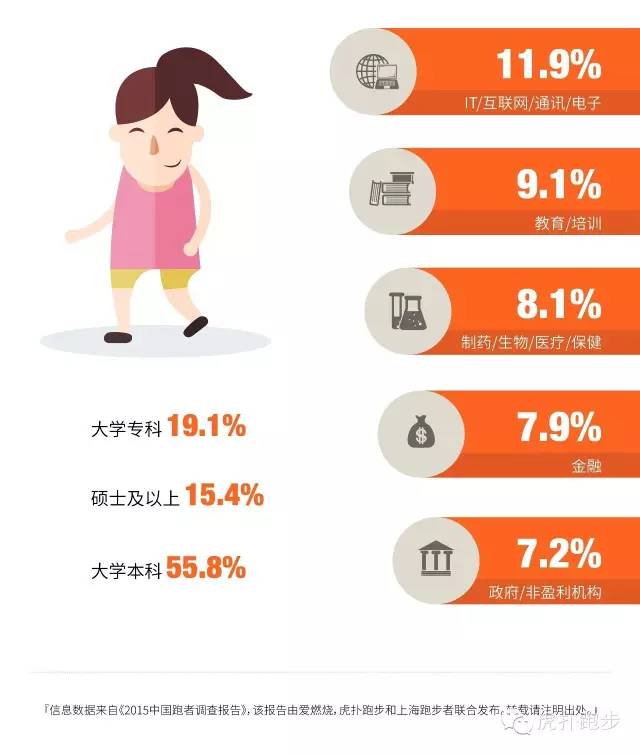 11.9%
IT/互联网/通讯/电子
9.1%
教育/培训
8.1%
制药/生物/医疗/保健
7.9%
金融
7.2%
政府/非盈利机构
大学专科 19.1%
硕士及以上 15.4%
大学本科 55.8%
「信息数据来自《2015中国跑者调查报告》，该报告由爱燃烧，虎扑跑步和上海跑步者联合发布，转载请注明出处。」
虎扑跑步